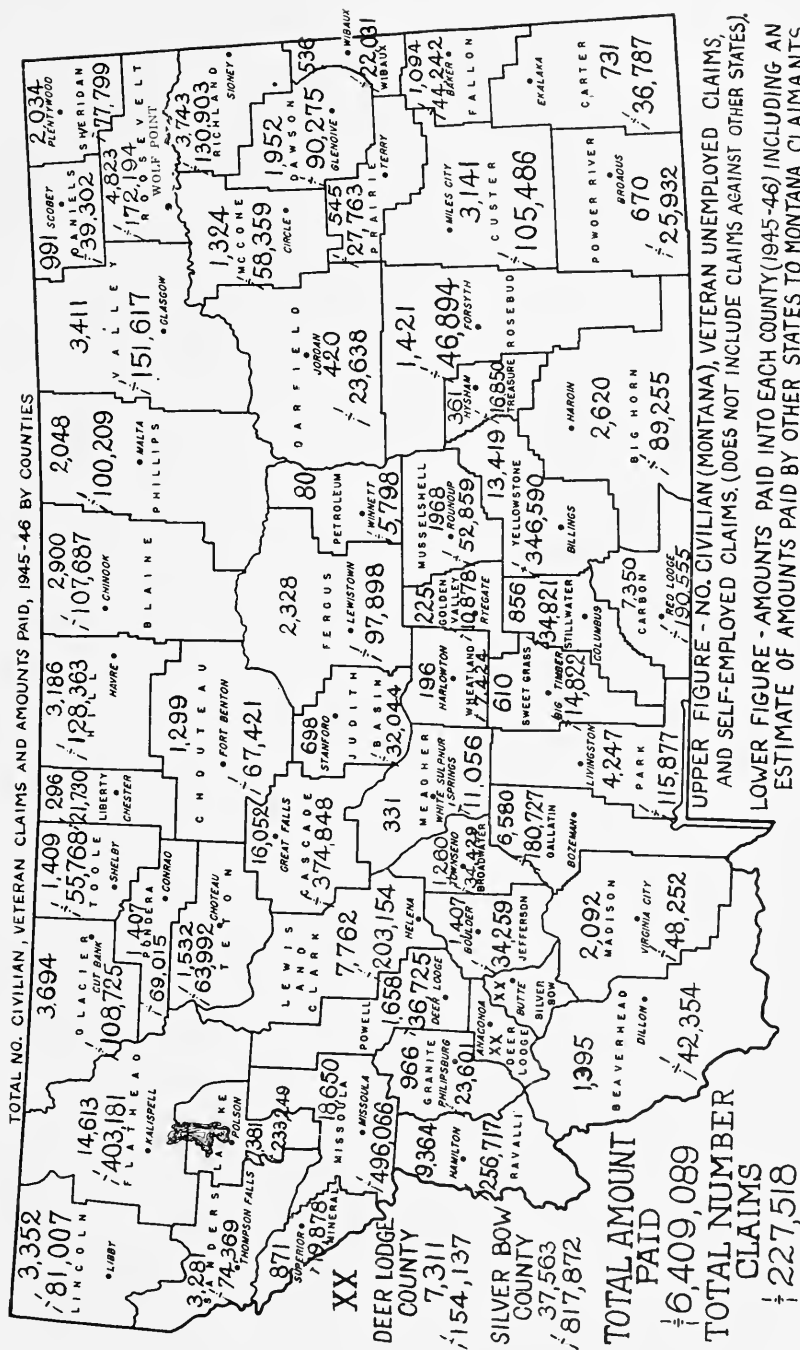 TOTAL NO. CIVILIAN, VETERAN CLAIMS AND AMOUNTS PAID, 1945-46 BY COUNTIES
3,352
81,007
LINCOLN
LIBBY
14,613
403,181
FLATHEAD
KALISPELL
3,694
GLACIER
CUT BANK
108,725
1,409
55,768
TOOLE
SHELBY
296
21,730
LIBERTY
CHESTER
3,186
128,363
HILL
HAVRE
2,900
107,687
CHINOOK
BLAINE
2,048
100,209
MALTA
PHILLIPS
3,411
VALLEY
151,617
GLASGOW
991
SCOBEY
DANIELS
39,302
2,034
PLENTYWOOD
SHERIDAN
77,799
4,823
172,194
ROOSEVELT
WOLF POINT
3,743
130,903
RICHLAND
SIDNEY
3,281
SANDERS
74,369
THOMPSON FALLS
LAKE
POLSON
7,381
233,249
1,407
PONDERA
CONRAD
69,015
1,532
63,992
CHOTEAU
TETON
1,299
CHOUTEAU
FORT BENTON
67,421
1,324
MCCONE
58,359
CIRCLE
1,952
DAWSON
90,275
GLENDIVE
536
WIBAUX
22,031
WIBAUX
871
SUPERIOR
19,878
MINERAL
18,650
MISSOULA
MISSOULA
496,066
POWELL
1,658
36,725
DEER LODGE
LEWIS
AND
CLARK
7,762
203,154
HELENA
16,052
GREAT FALLS
CASCADE
374,848
698
STANFORD
JUDITH
BASIN
32,044
2,328
FERGUS
LEWISTOWN
97,898
80
PETROLEUM
WINNETT
5,798
GARFIELD
JORDAN
420
23,638
545
27,763
PRAIRIE
TERRY
1,094
44,242
BAKER
FALLON
9,364
HAMILTON
256,717
RAVALLI
966
GRANITE
PHILIPSBURG
23,601
ANACONDA
XX
DEER
LODGE
XX
BUTTE
SILVER
BOW
1,407
BOULDER
34,259
JEFFERSON
1,260
TOWNSEND
34,429
BROADWATER
331
MEAGHER
WHITE SULPHUR
SPRINGS
11,056
196
HARLOWTON
WHEATLAND
7,424
225
GOLDEN
VALLEY
10,878
RYEGATE
MUSSELSHELL
1968
ROUNDUP
52,859
361
HYSHAM
16,850
TREASURE
1,421
46,894
FORSYTH
ROSEBUD
MILES CITY
3,141
CUSTER
105,486
1,395
BEAVERHEAD
DILLON
42,354
2,092
MADISON
VIRGINIA CITY
48,252
6,580
180,727
GALLATIN
BOZEMAN
LIVINGSTON
4,247
PARK
115,877
610
SWEET GRASS
BIG TIMBER
14,822
856
34,821
STILLWATER
COLUMBUS
13,419
YELLOWSTONE
346,590
BILLINGS
7,350
CARBON
RED LODGE
190,555
HARDIN
2,620
BIG HORN
89,255
POWDER RIVER
BROADUS
670
25,932
EKALAKA
CARTER
731
36,787
XX
DEER LODGE
COUNTY
7,311
154,137
SILVER BOW
COUNTY
37,563
817,872
TOTAL AMOUNT
PAID
6,409,089
TOTAL NUMBER
CLAIMS
227,518
UPPER FIGURE - NO. CIVILIAN (MONTANA), VETERAN UNEMPLOYED CLAIMS,
AND SELF-EMPLOYED CLAIMS, (DOES NOT INCLUDE CLAIMS AGAINST OTHER STATES).
LOWER FIGURE - AMOUNTS PAID INTO EACH COUNTY (1945-46) INCLUDING AN
ESTIMATE OF AMOUNTS PAID BY OTHER STATES TO MONTANA CLAIMANTS